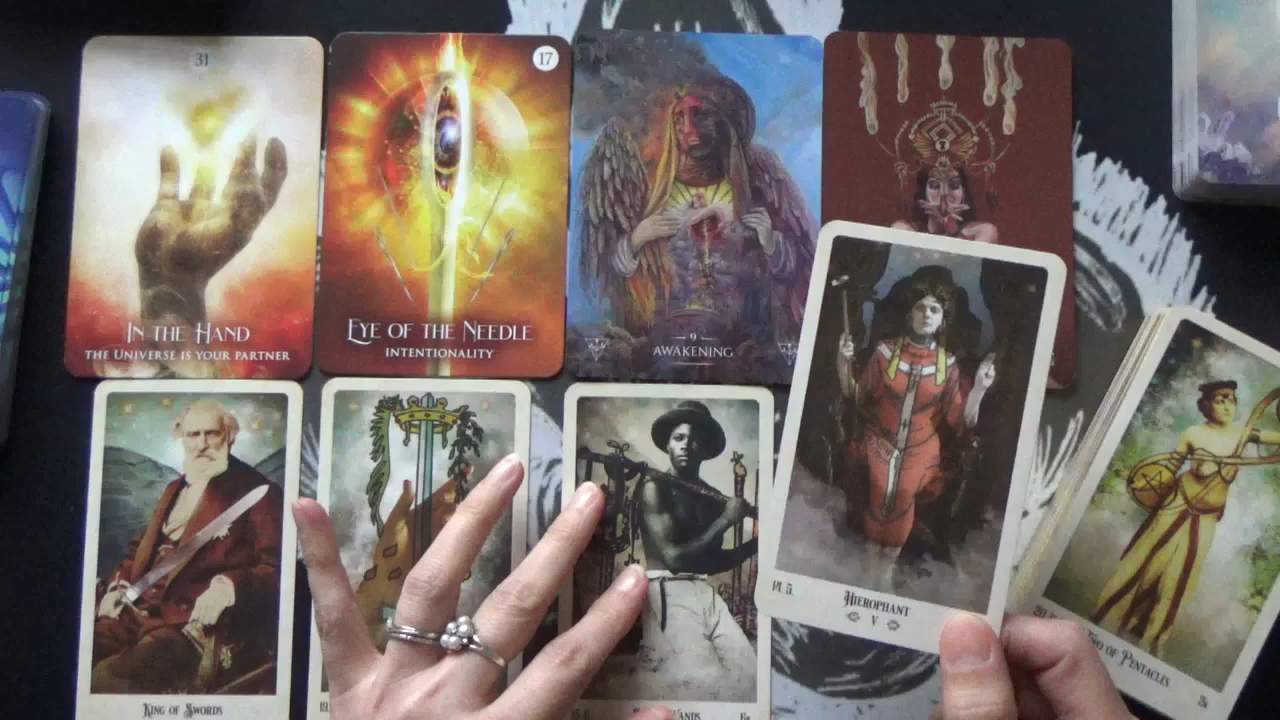 31
IN THE HAND
THE UNIVERSE IS YOUR PARTNER
17
EYE OF THE NEEDLE
INTENTIONALITY
9
AWAKENING
KING OF SWORDS
WANDS
HIEROPHANT
V
TWO OF PENTACLES